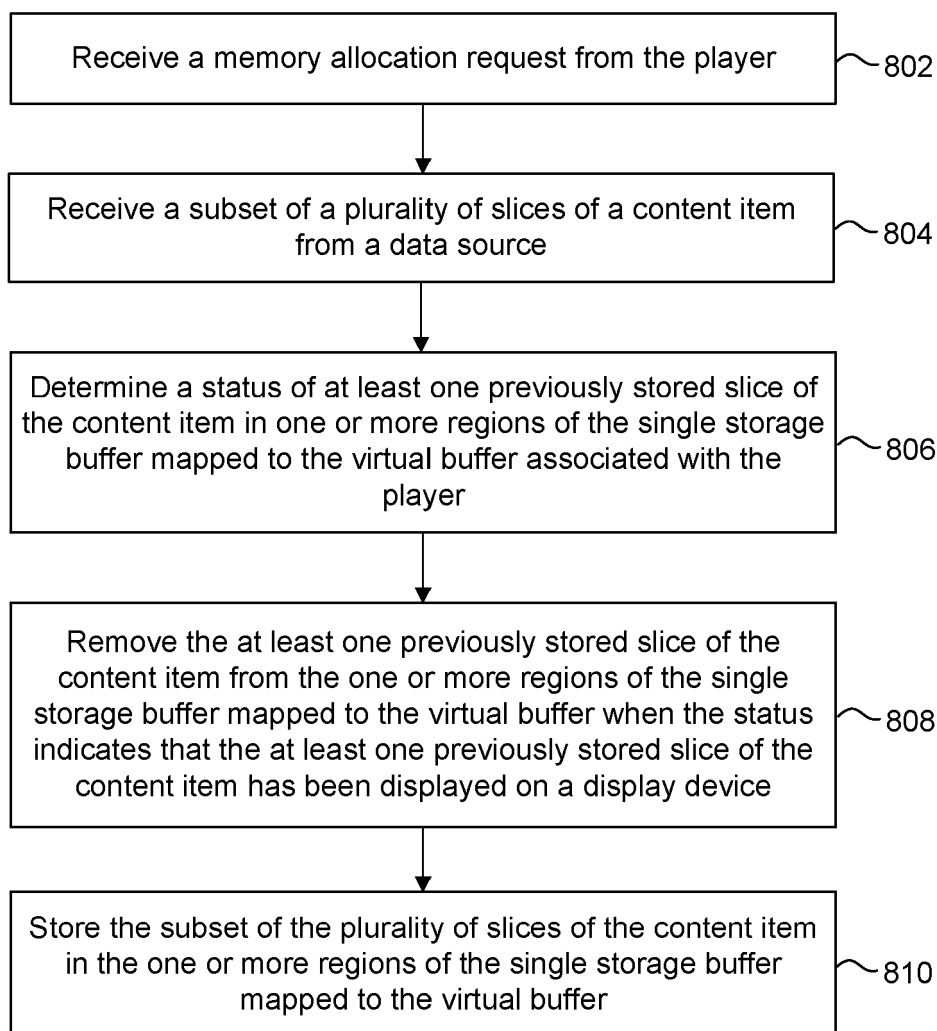 Receive a memory allocation request from the player
802
Receive a subset of a plurality of slices of a content item
from a data source
804
Determine a status of at least one previously stored slice of
the content item in one or more regions of the single storage
buffer mapped to the virtual buffer associated with the
player
806
Remove the at least one previously stored slice of the
content item from the one or more regions of the single
storage buffer mapped to the virtual buffer when the status
indicates that the at least one previously stored slice of the
content item has been displayed on a display device
808
Store the subset of the plurality of slices of the content item
in the one or more regions of the single storage buffer
mapped to the virtual buffer
810